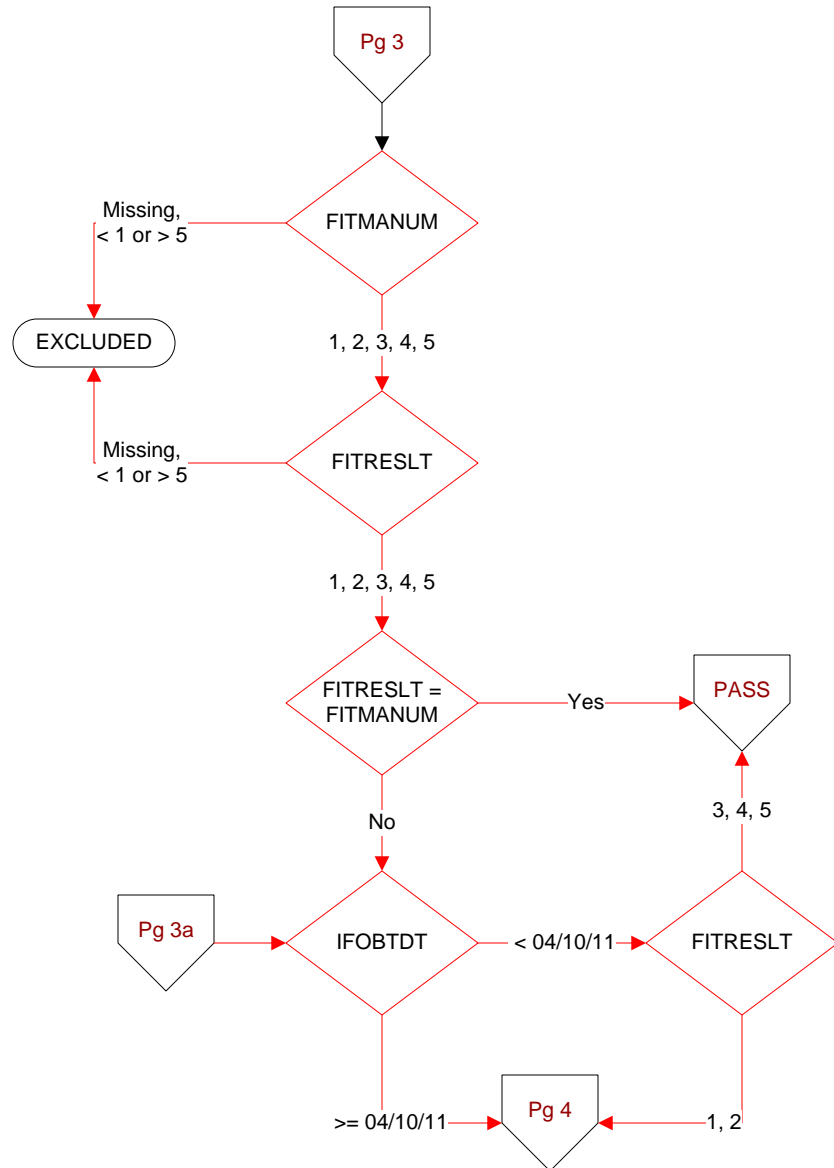 Pg 3
FITMANUM
Missing,
< 1 or > 5
EXCLUDED
1, 2, 3, 4, 5
FITRESLT
Missing,
< 1 or > 5
1, 2, 3, 4, 5
FITRESLT =
FITMANUM
Yes
PASS
No
3, 4, 5
Pg 3a
IFOBTDT
< 04/10/11
FITRESLT
>= 04/10/11
Pg 4
1, 2